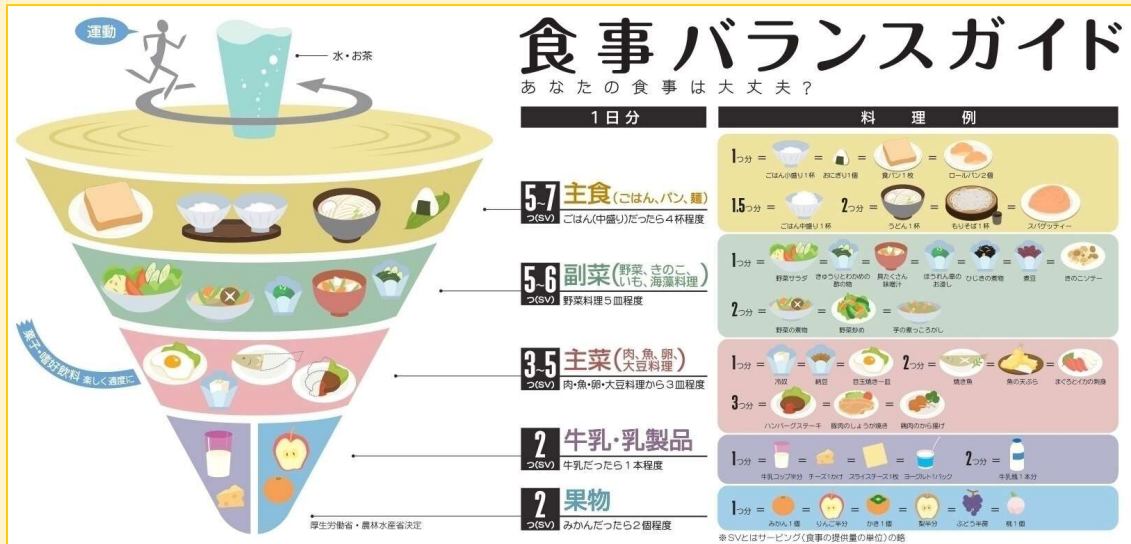 運動
水・お茶
食事バランスガイド
あなたの食事は大丈夫?
1日分
料理例
5~7 つ(SV) 主食(ごはん、パン、麺)
ごはん(中盛り)だったら4杯程度
1つ分 = ごはん小盛り1杯 = おにぎり1個 = 食パン1枚 = ロールパン2個
1.5つ分 = ごはん中盛り1杯 2つ分 = うどん1杯 = もりそば1杯 = スパゲッティー
5~6 つ(SV) 副菜(野菜、きのこ、いも、海藻料理)
野菜料理5皿程度
1つ分 = 野菜サラダ = きゅうりとわかめの酢の物 = 具たくさん味噌汁 = ほうれん草のお浸し = ひじきの煮物 = 煮豆 = きのこソテー
2つ分 = 野菜の煮物 = 野菜炒め = 芋の煮っころがし
菓子・嗜好飲料 楽しく適度に
3~5 つ(SV) 主菜(肉、魚、卵、大豆料理)
肉・魚・卵・大豆料理から3皿程度
1つ分 = 冷奴 = 納豆 = 目玉焼き一皿 2つ分 = 焼き魚 = 魚の天ぷら = まぐろとイカの刺身
3つ分 = ハンバーグステーキ = 豚肉のしょうが焼き = 鶏肉のから揚げ
2 つ(SV) 牛乳・乳製品
牛乳だったら1本程度
1つ分 = 牛乳コップ半分 = チーズ1かけ = スライスチーズ1枚 = ヨーグルト1パック 2つ分 = 牛乳瓶1本分
2 つ(SV) 果物
みかんだったら2個程度
1つ分 = みかん1個 = りんご半分 = かき1個 = 梨半分 = ぶどう半房 = 桃1個
厚生労働省・農林水産省決定
※SVとはサービング(食事の提供量の単位)の略